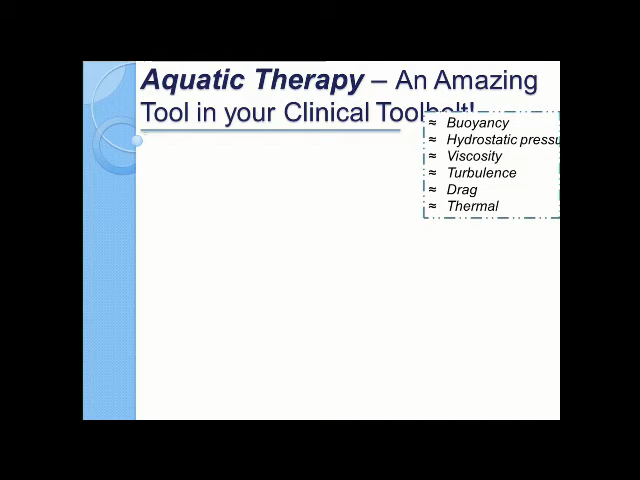 Aquatic Therapy – An Amazing
Tool in your Clinical Toolbelt!
≈ Buoyancy
≈ Hydrostatic pressu
≈ Viscosity
≈ Turbulence
≈ Drag
≈ Thermal